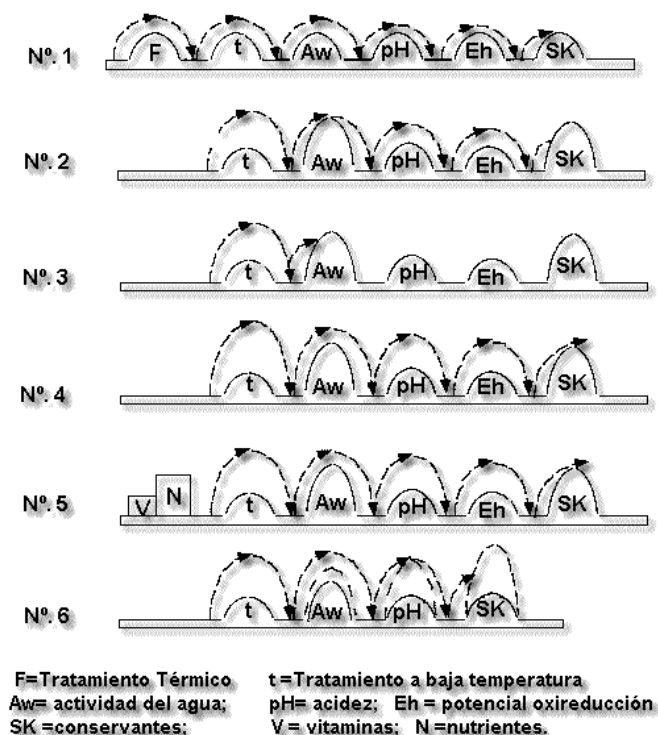 Nº. 1 F t Aw pH Eh SK
Nº. 2 t Aw pH Eh SK
Nº. 3 t Aw pH Eh SK
Nº. 4 t Aw pH Eh SK
Nº. 5 V N t Aw pH Eh SK
Nº. 6 t Aw pH SK
F=Tratamiento Térmico t =Tratamiento a baja temperatura
Aw= actividad del agua; pH= acidez; Eh = potencial oxireducción
SK =conservantes; V = vitaminas; N =nutrientes.